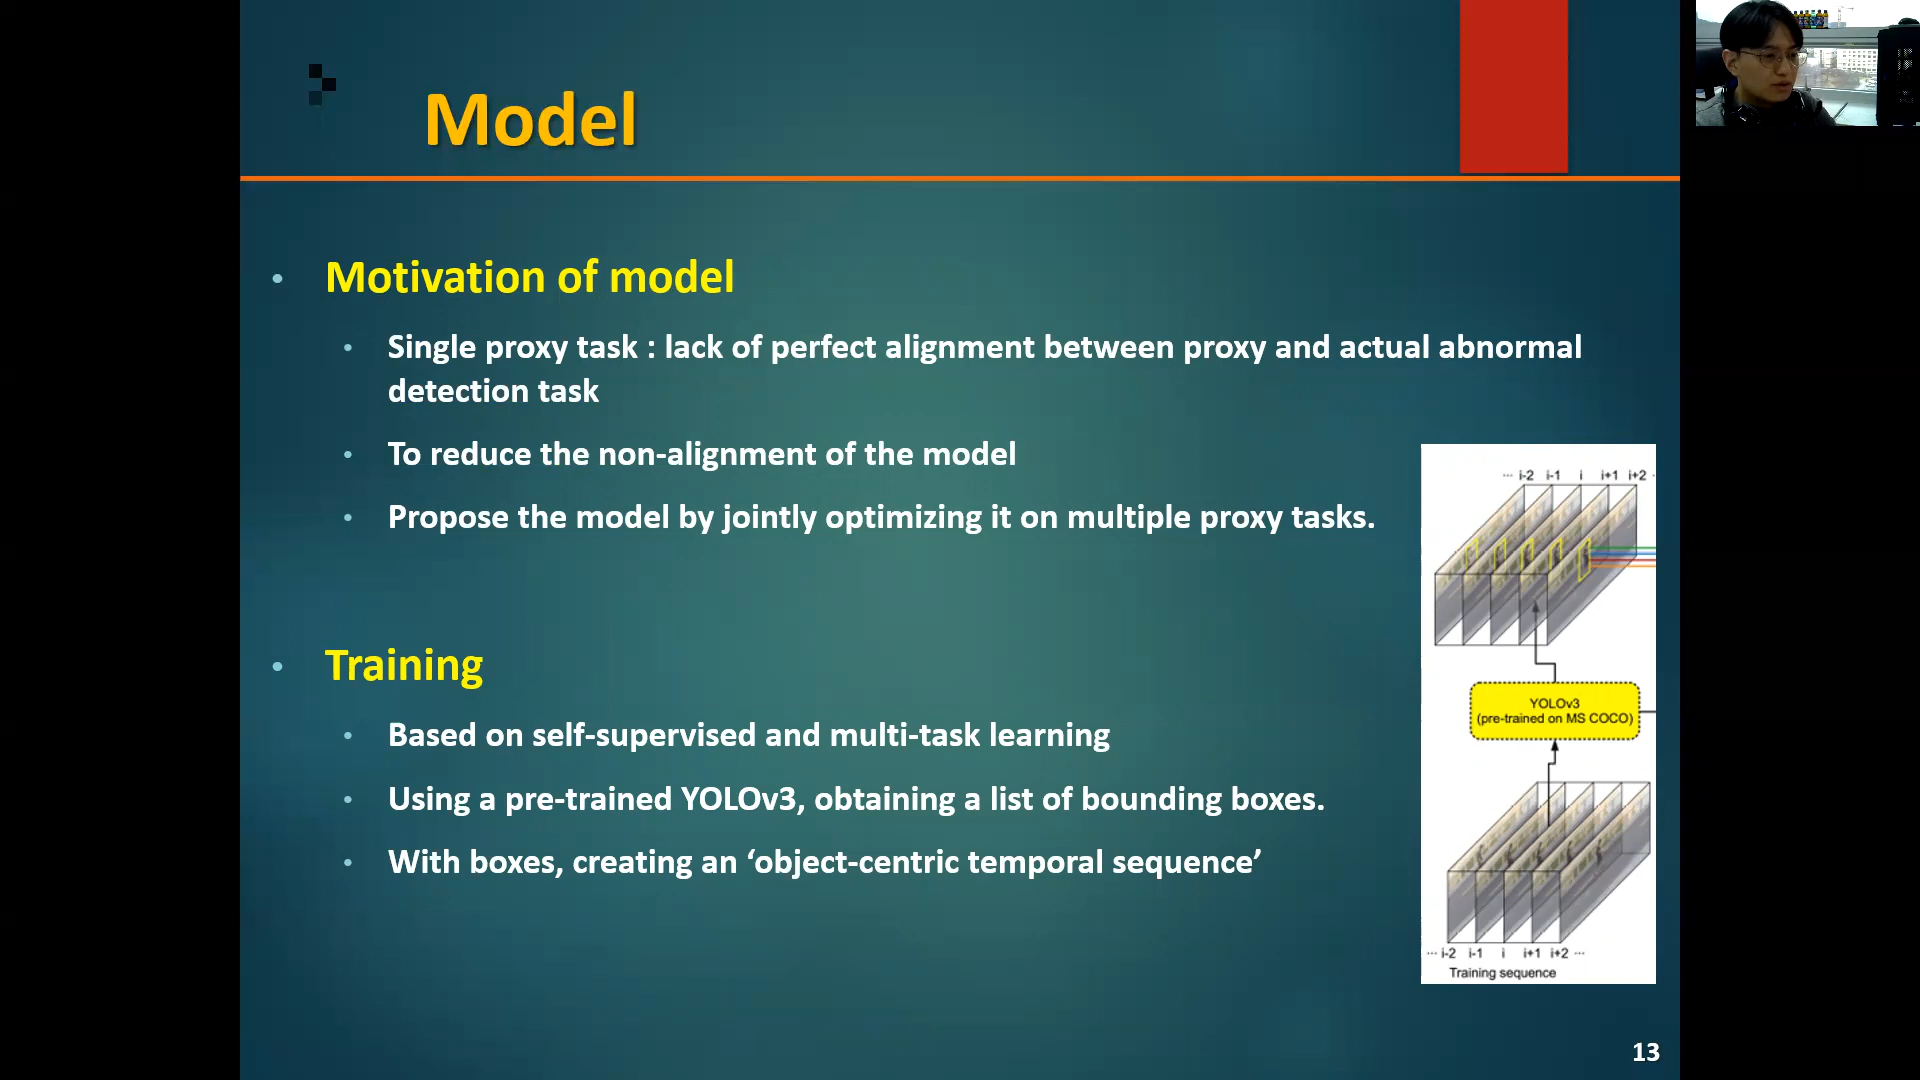 Model
Motivation of model
Single proxy task : lack of perfect alignment between proxy and actual abnormal
detection task
To reduce the non-alignment of the model
Propose the model by jointly optimizing it on multiple proxy tasks.
Training
Based on self-supervised and multi-task learning
Using a pre-trained YOLOv3, obtaining a list of bounding boxes.
With boxes, creating an ‘object-centric temporal sequence’
··· i-2 i-1 i i+1 i+2 ·
YOLOv3
(pre-trained on MS COCO)
··· i-2 i-1 i i+1 i+2 ···
Training sequence
13